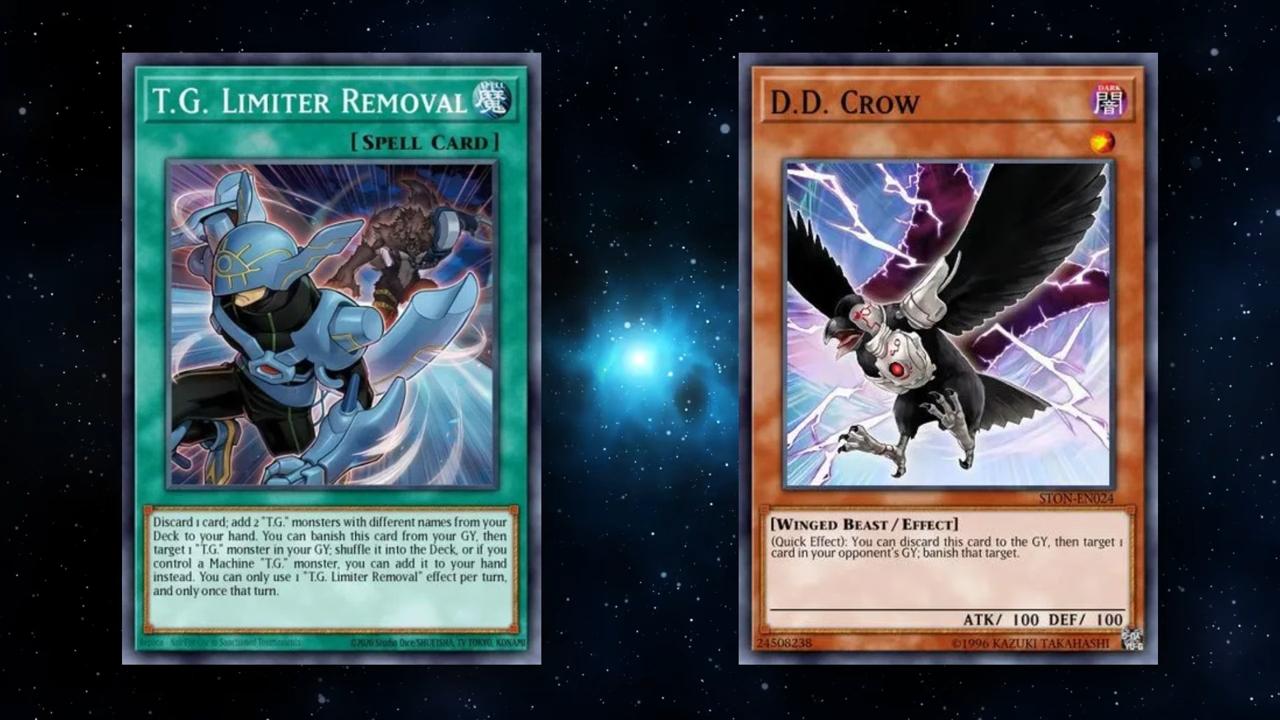 T.G. LIMITER REMOVAL
魔
[SPELL CARD]
Discard 1 card; add 2 "T.G." monsters with different names from your
Deck to your hand. You can banish this card from your GY, then
target 1 "T.G." monster in your GY; shuffle it into the Deck, or if you
control a Machine "T.G." monster, you can add it to your hand
instead. You can only use 1 "T.G. Limiter Removal" effect per turn,
and only once that turn.
©2020 Studio Dice/SHUEISHA, TV TOKYO, KONAMI
D.D. CROW
DARK
闇
STON-EN024
[WINGED BEAST / EFFECT]
(Quick Effect): You can discard this card to the GY, then target 1
card in your opponent's GY; banish that target.
ATK/ 100 DEF/ 100
24508238
©1996 KAZUKI TAKAHASHI